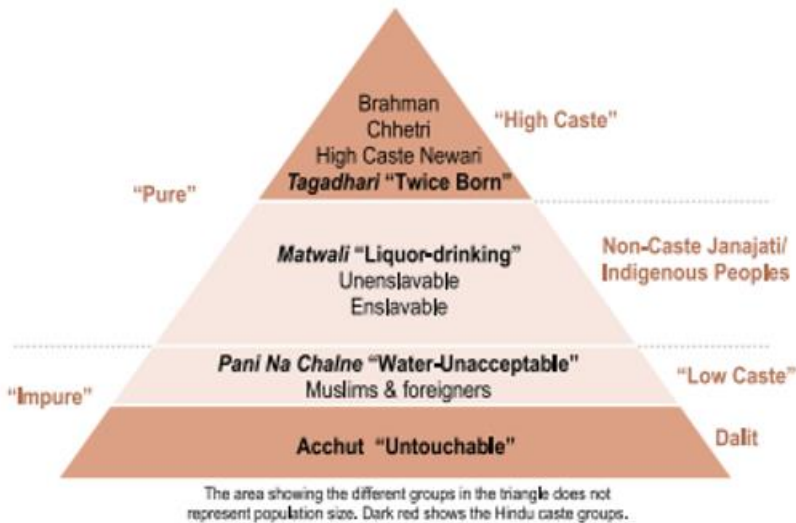 Brahman
Chhetri
High Caste Newari
Tagadhari “Twice Born”
“High Caste”
“Pure”
Matwali “Liquor-drinking”
Unenslavable
Enslavable
Non-Caste Janajati/
Indigenous Peoples
Pani Na Chalne “Water-Unacceptable”
Muslims & foreigners
“Low Caste”
“Impure”
Acchut “Untouchable”
Dalit
The area showing the different groups in the triangle does not
represent population size. Dark red shows the Hindu caste groups.